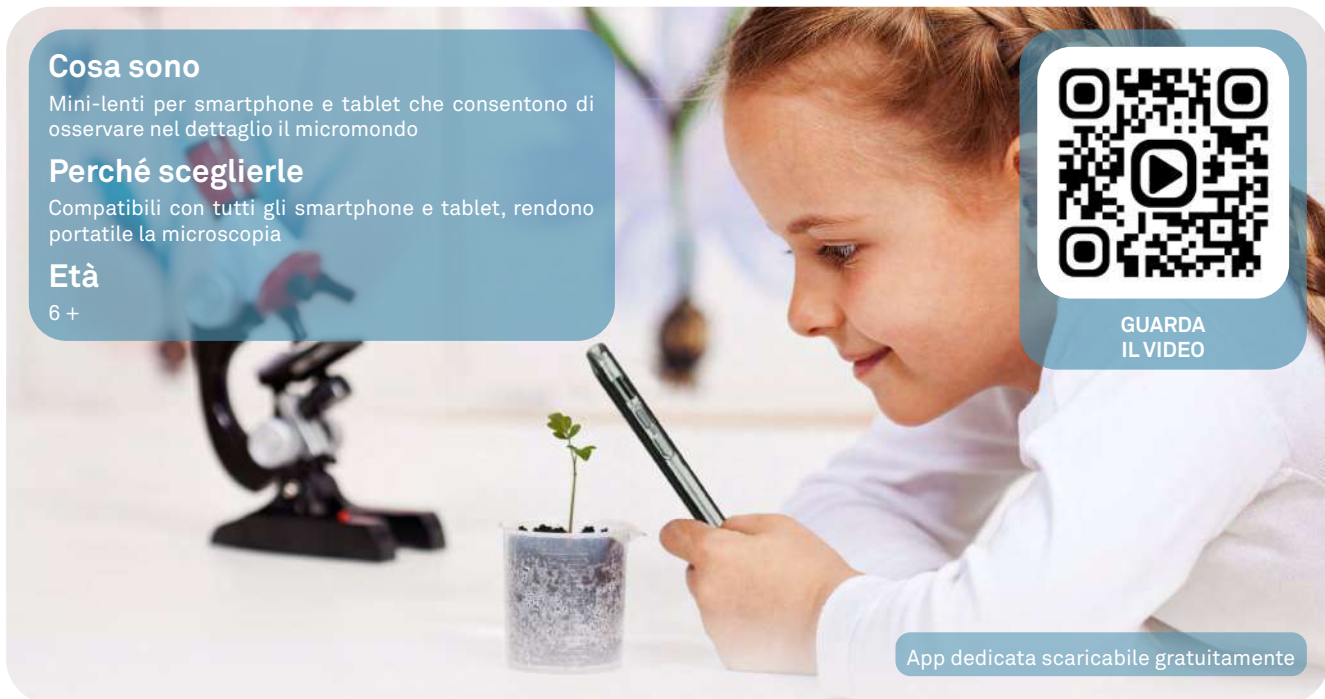 Cosa sono
Mini-lenti per smartphone e tablet che consentono di
osservare nel dettaglio il micromondo
Perché sceglierle
Compatibili con tutti gli smartphone e tablet, rendono
portatile la microscopia
Età
6 +
GUARDA
IL VIDEO
App dedicata scaricabile gratuitamente